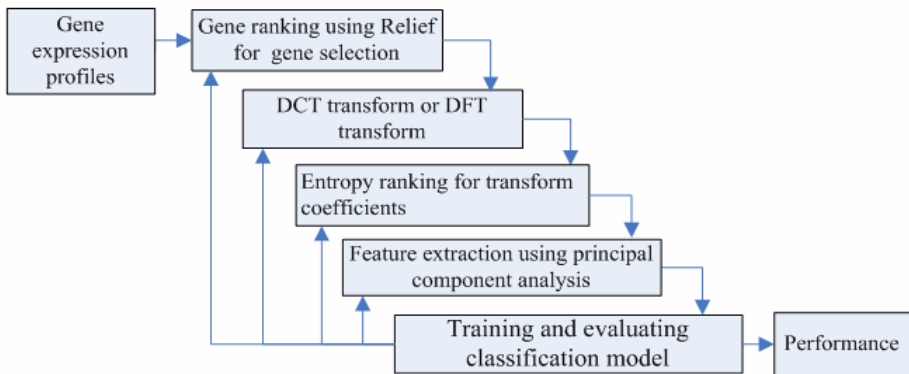 Gene
expression
profiles
Gene ranking using Relief
for gene selection
DCT transform or DFT
transform
Entropy ranking for transform
coefficients
Feature extraction using principal
component analysis
Training and evaluating
classification model
Performance